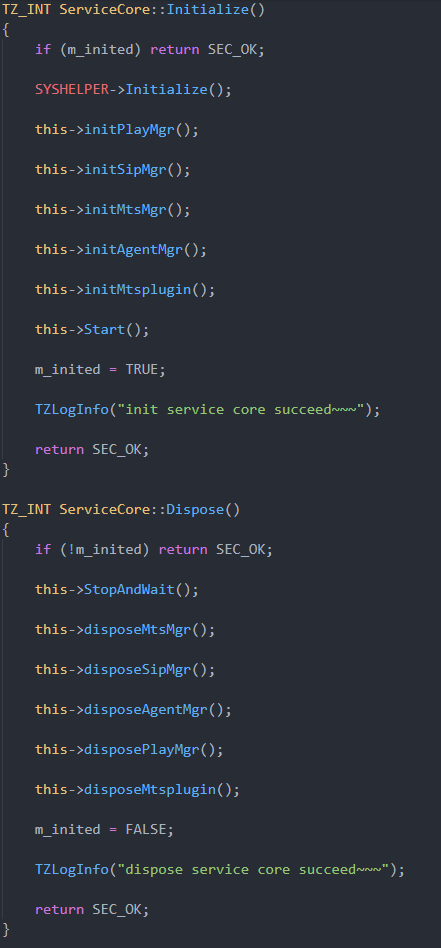 TZ_INT ServiceCore::Initialize()
{
if (m_inited) return SEC_OK;
SYSHELPER->Initialize();
this->initPlayMgr();
this->initSipMgr();
this->initMtsMgr();
this->initAgentMgr();
this->initMtsplugin();
this->Start();
m_inited = TRUE;
TZLogInfo("init service core succeed~~~");
return SEC_OK;
}
TZ_INT ServiceCore::Dispose()
{
if (!m_inited) return SEC_OK;
this->StopAndWait();
this->disposeMtsMgr();
this->disposeSipMgr();
this->disposeAgentMgr();
this->disposePlayMgr();
this->disposeMtsplugin();
m_inited = FALSE;
TZLogInfo("dispose service core succeed~~~");
return SEC_OK;
}